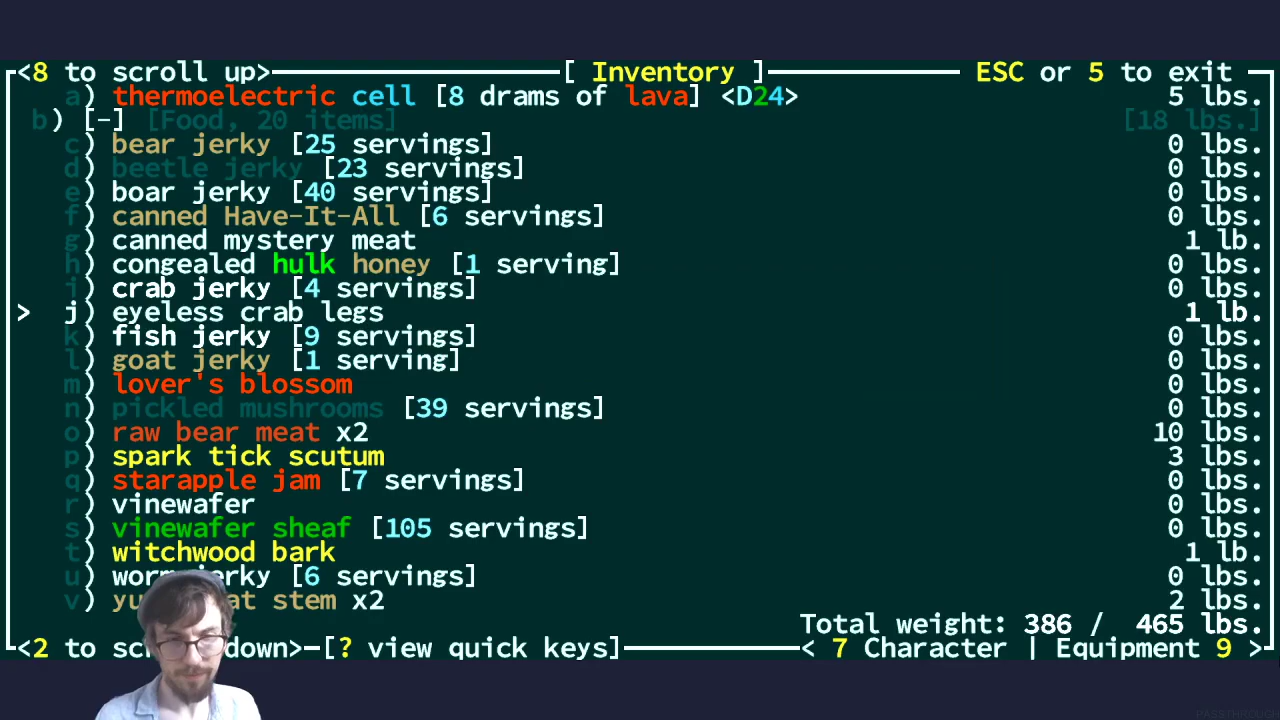 <8 to scroll up> [ Inventory ] ESC or 5 to exit
a) thermoelectric cell [8 drams of lava] <D24> 5 lbs.
b) [-] [Food, 20 items] [18 lbs.]
c) bear jerky [25 servings] 0 lbs.
d) beetle jerky [23 servings] 0 lbs.
e) boar jerky [40 servings] 0 lbs.
f) canned Have-It-All [6 servings] 0 lbs.
g) canned mystery meat 1 lb.
h) congealed hulk honey [1 serving] 0 lbs.
i) crab jerky [4 servings] 0 lbs.
> j) eyeless crab legs 1 lb.
k) fish jerky [9 servings] 0 lbs.
l) goat jerky [1 serving] 0 lbs.
m) lover's blossom 0 lbs.
n) pickled mushrooms [39 servings] 0 lbs.
o) raw bear meat x2 10 lbs.
p) spark tick scutum 3 lbs.
q) starapple jam [7 servings] 0 lbs.
r) vinewafer 0 lbs.
s) vinewafer sheaf [105 servings] 0 lbs.
t) witchwood bark 1 lb.
u) worm jerky [6 servings] 0 lbs.
v) stem x2 2 lbs.
Total weight: 386 / 465 lbs.
<2 to down> [? view quick keys] < 7 Character | Equipment 9 >